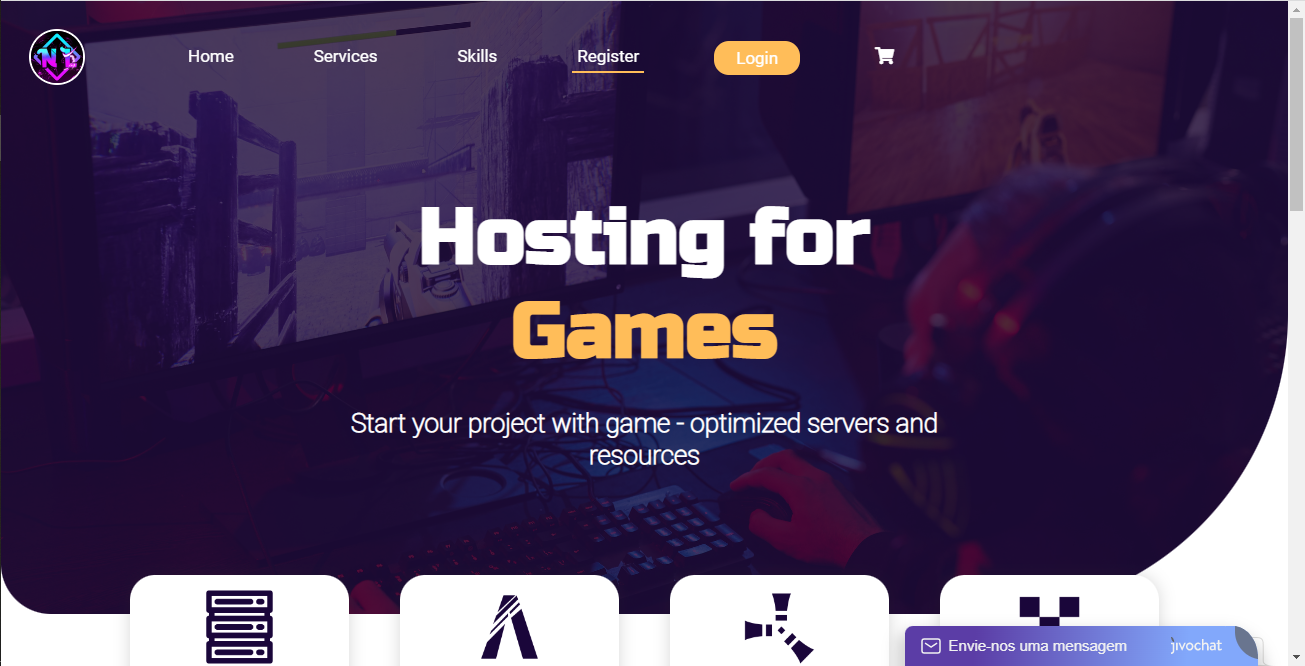 Home Services Skills Register Login
Hosting for
Games
Start your project with game - optimized servers and
resources
Envie-nos uma mensagem jivochat